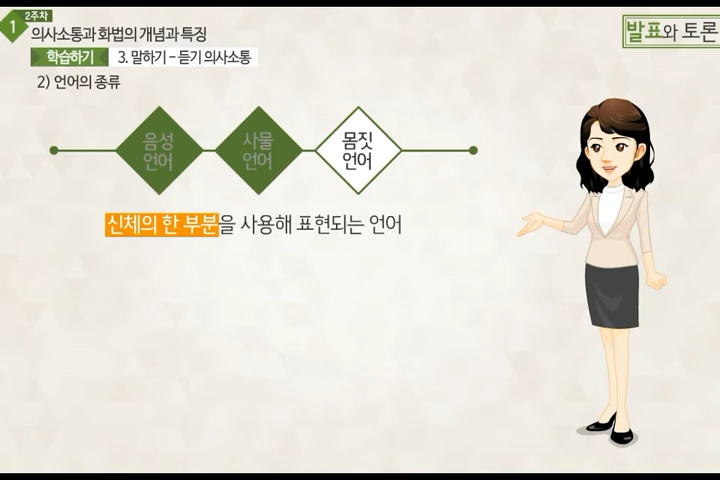 1
2주차
의사소통과 화법의 개념과 특징
발표와 토론
학습하기 3. 말하기 - 듣기 의사소통
2) 언어의 종류
음성
언어
사물
언어
몸짓
언어
신체의 한 부분을 사용해 표현되는 언어